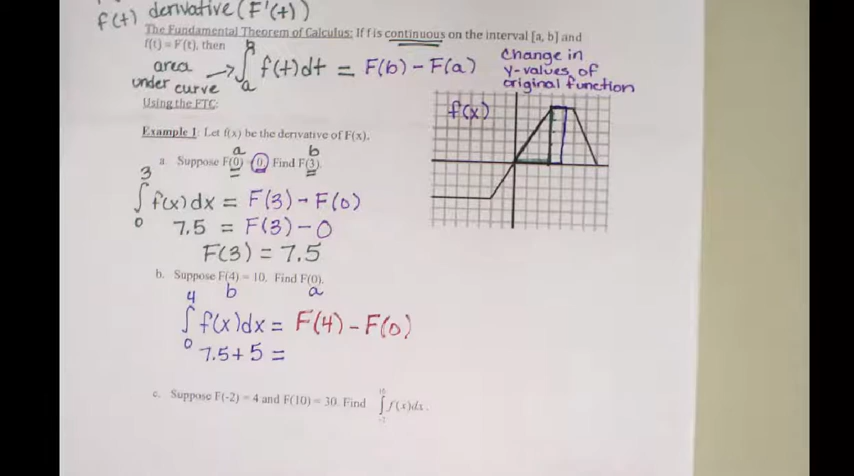 f(t) derivative (F'(t))
The Fundamental Theorem of Calculus: If f is continuous on the interval [a, b] and
f(t) = F'(t), then
b
area
under curve → ∫ f(t)dt = F(b) - F(a)
a
change in
y-values of
original function
Using the FTC:
f(x)
Example 1: Let f(x) be the derivative of F(x).
a b
a. Suppose F(0) = 0. Find F(3).
3
∫ f(x)dx = F(3) - F(0)
0
7.5 = F(3) - 0
F(3) = 7.5
b. Suppose F(4) = 10. Find F(0).
4 b a
∫ f(x)dx = F(4) - F(0)
0
7.5 + 5 =
c. Suppose F(-2) = 4 and F(10) = 30. Find ∫ f(x)dx.
10
-2